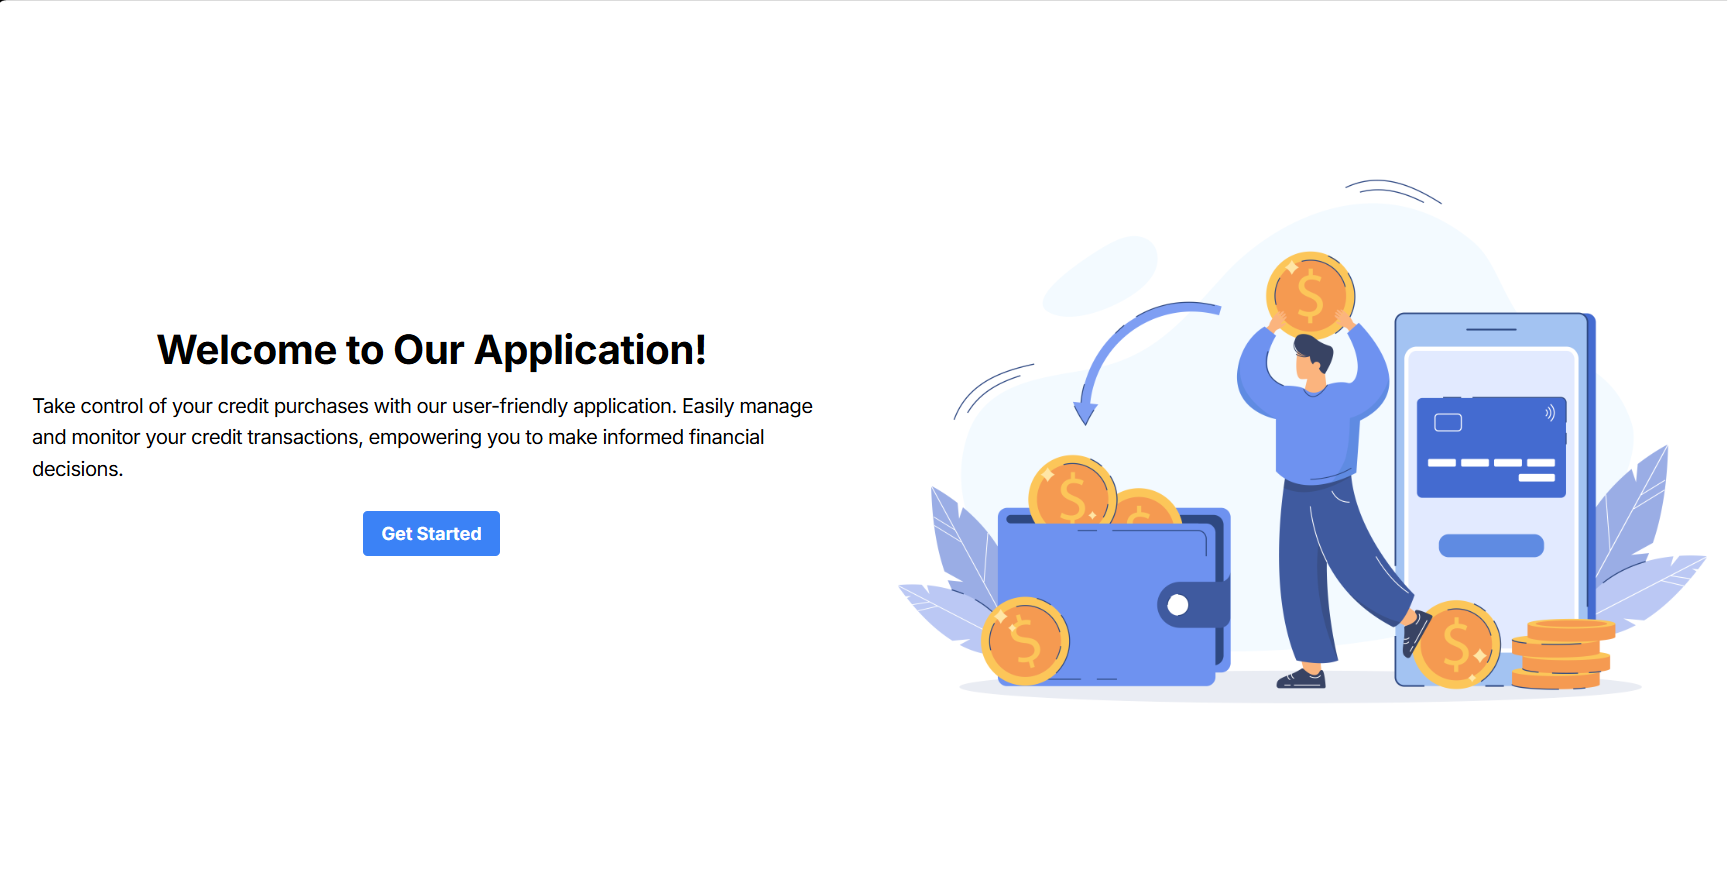 Welcome to Our Application!
Take control of your credit purchases with our user-friendly application. Easily manage
and monitor your credit transactions, empowering you to make informed financial
decisions.
Get Started
$
$
$
$
$